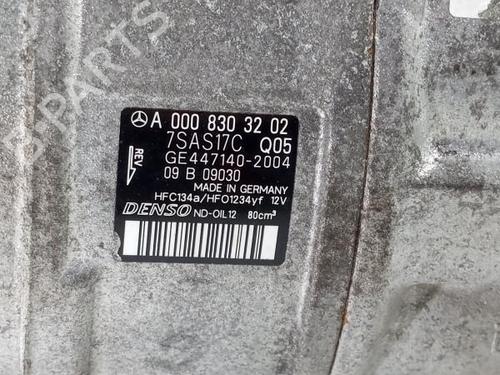 A 000 830 32 02
7SAS17C Q05
REV
GE447140-2004
09 B 09030
MADE IN GERMANY
HFC134a/HFO1234yf 12V
DENSO ND-OIL12 80cm³